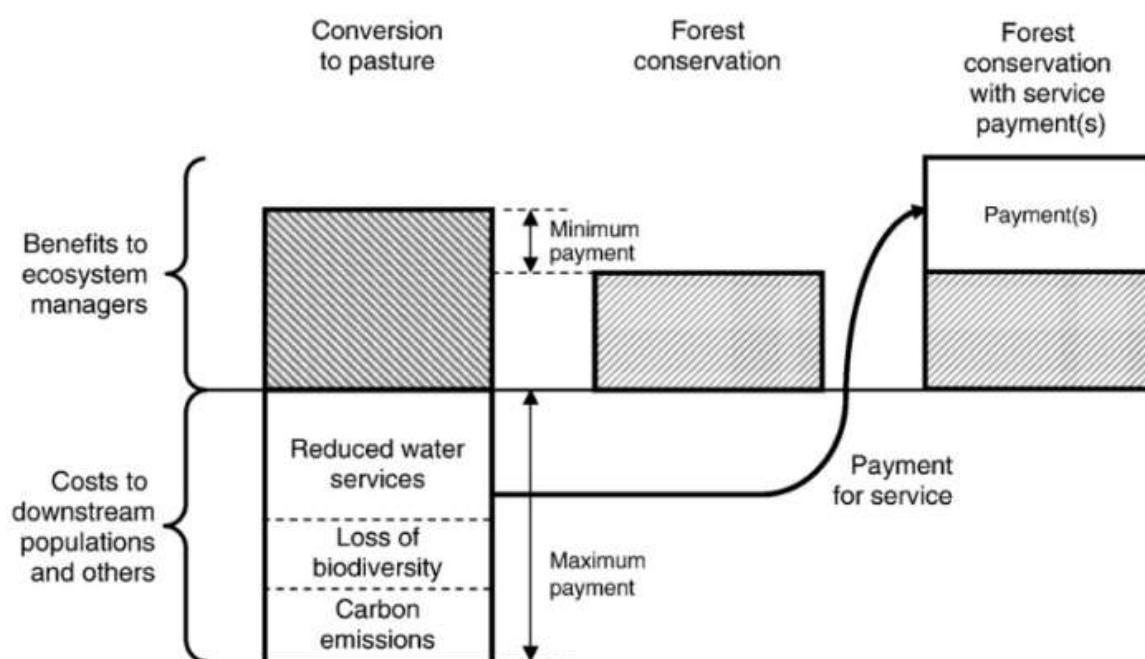 Conversion
to pasture
Forest
conservation
Forest
conservation
with service
payment(s)
Benefits to
ecosystem
managers
Minimum
payment
Payment(s)
Costs to
downstream
populations
and others
Reduced water
services
Loss of
biodiversity
Carbon
emissions
Maximum
payment
Payment
for service